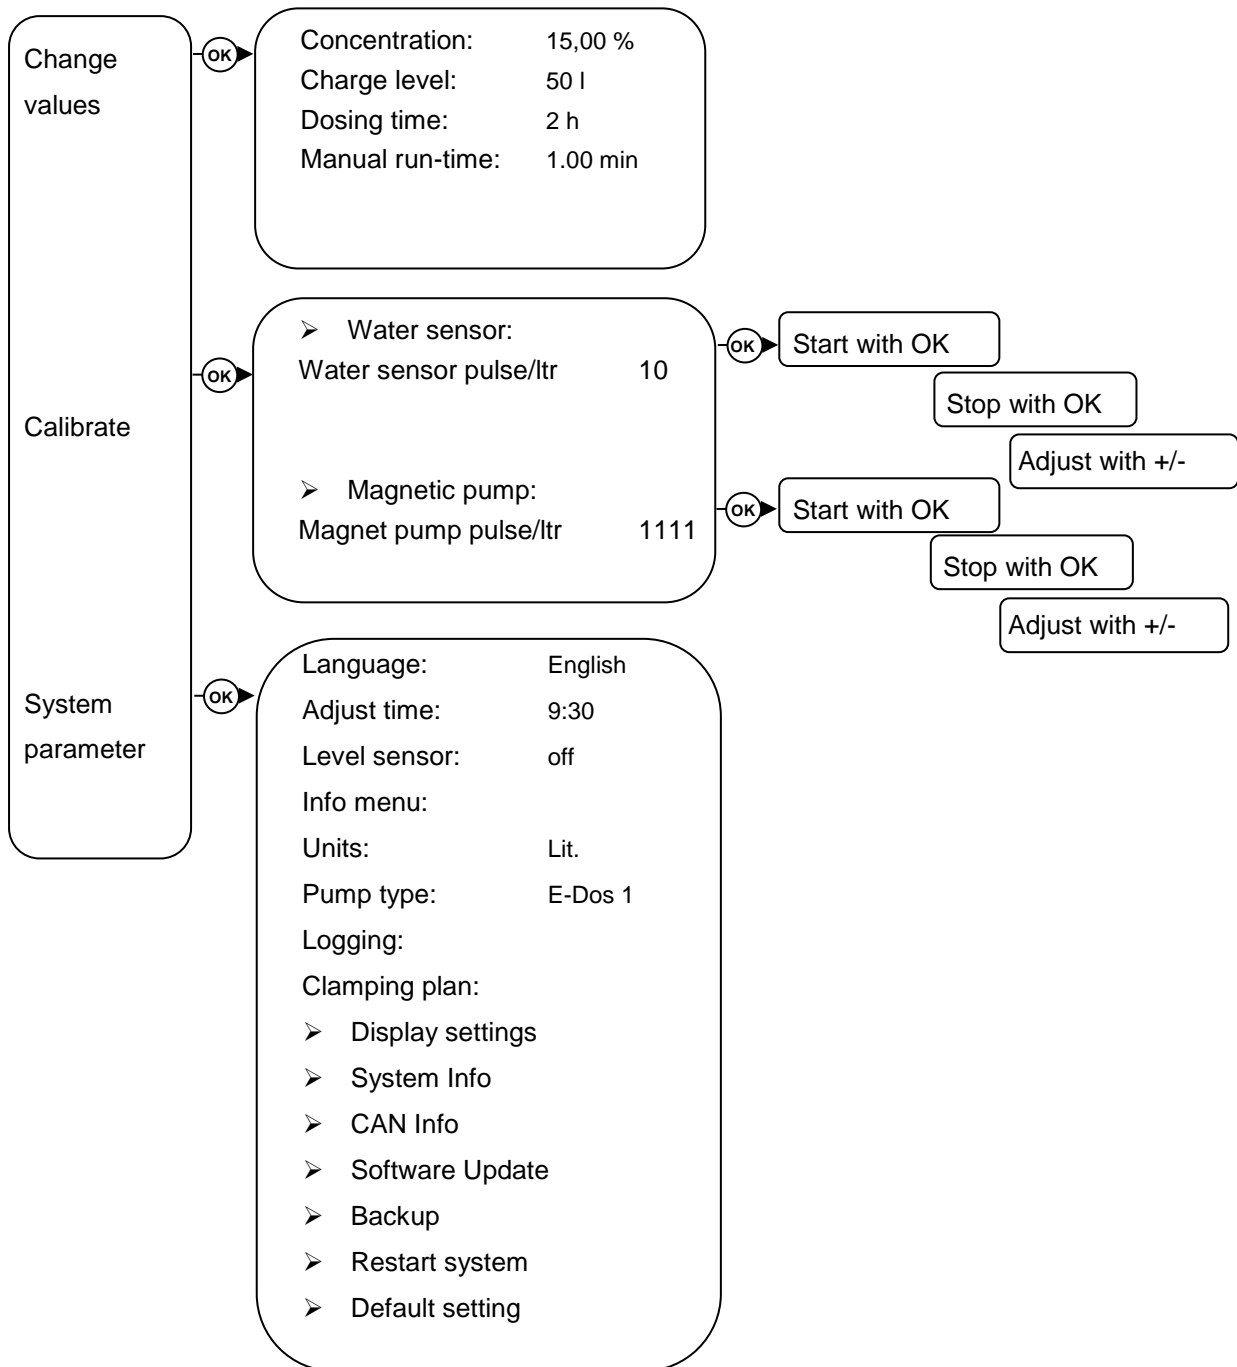 Change
values
OK
Concentration: 15,00 %
Charge level: 50 l
Dosing time: 2 h
Manual run-time: 1.00 min
Calibrate
OK
➢ Water sensor:
Water sensor pulse/ltr 10
OK
Start with OK
Stop with OK
Adjust with +/-
➢ Magnetic pump:
Magnet pump pulse/ltr 1111
OK
Start with OK
Stop with OK
Adjust with +/-
System
parameter
OK
Language: English
Adjust time: 9:30
Level sensor: off
Info menu:
Units: Lit.
Pump type: E-Dos 1
Logging:
Clamping plan:
➢ Display settings
➢ System Info
➢ CAN Info
➢ Software Update
➢ Backup
➢ Restart system
➢ Default setting